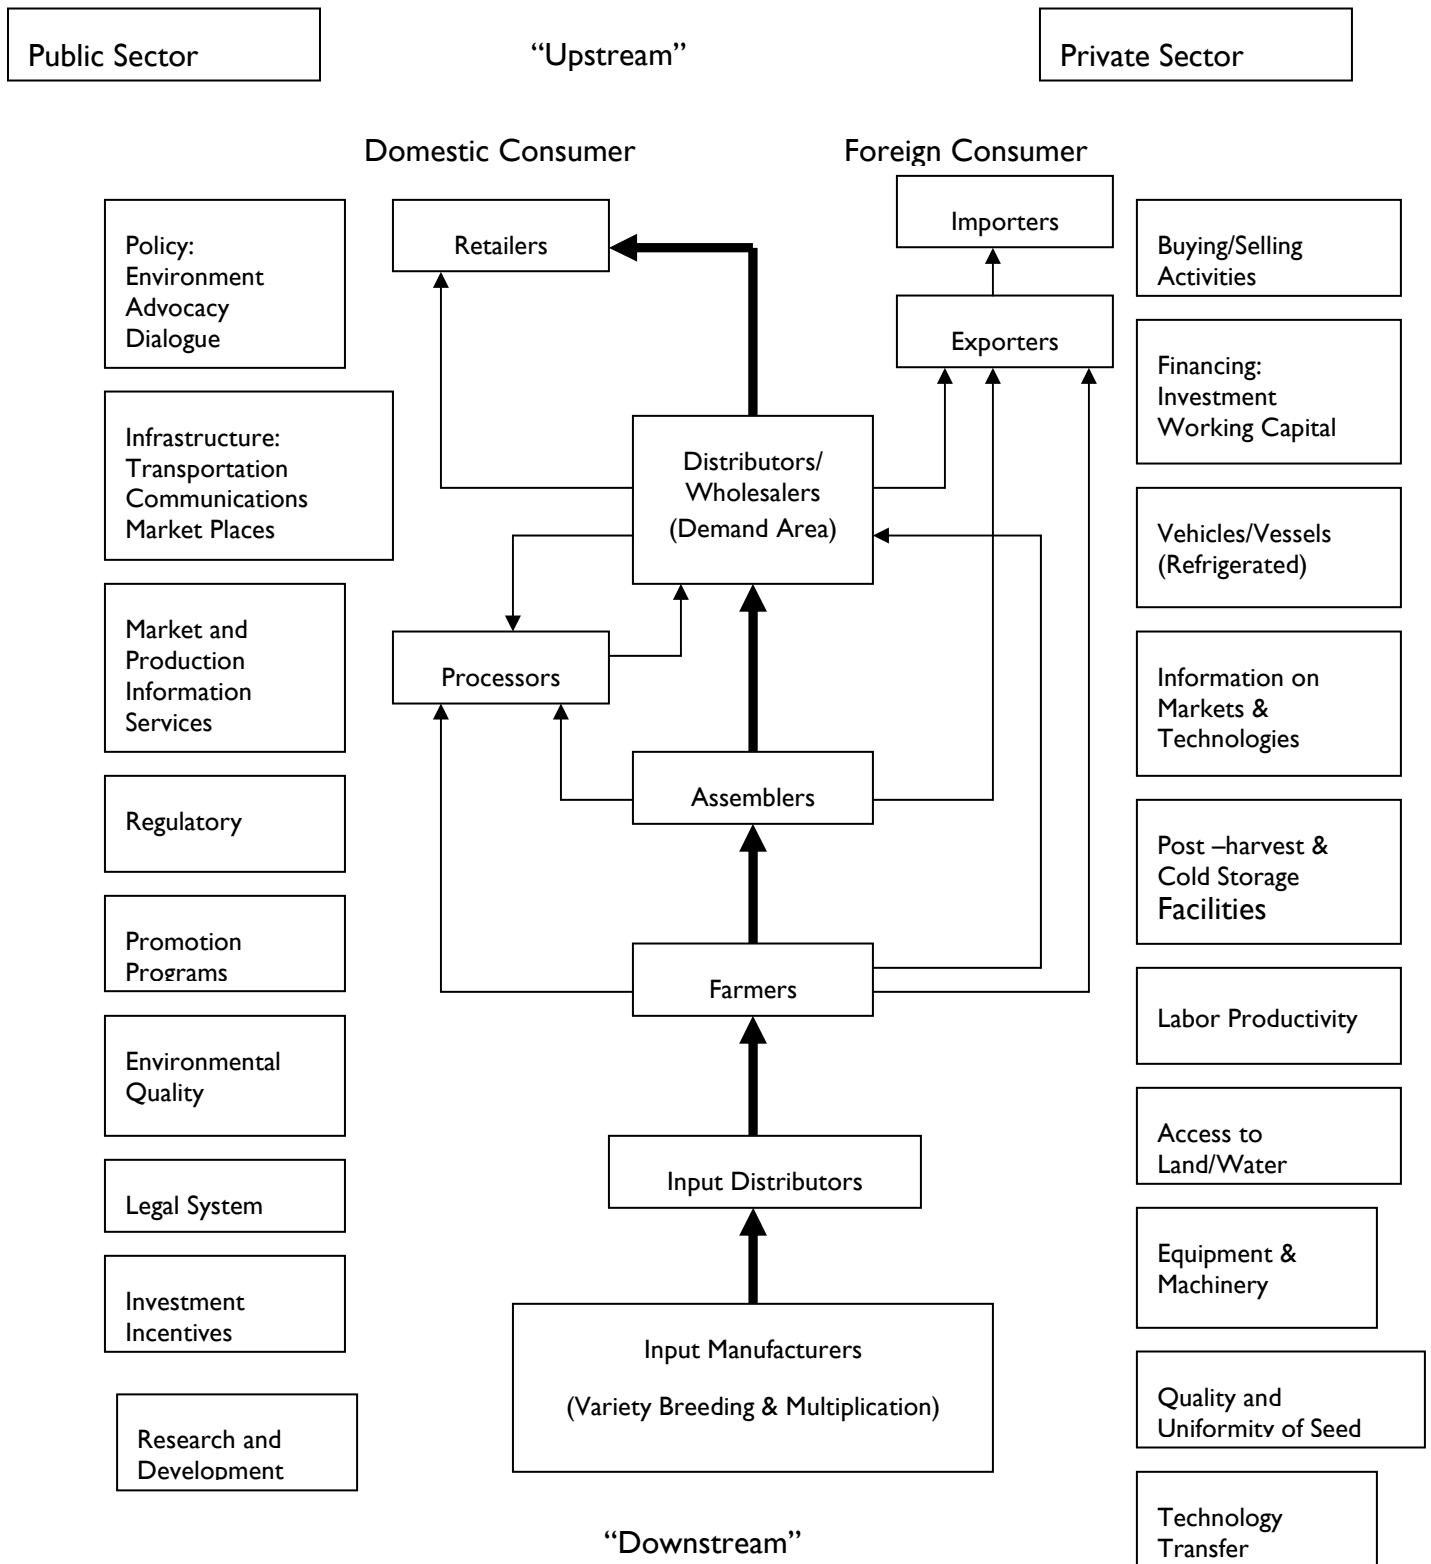 Public Sector
“Upstream”
Private Sector
Domestic Consumer
Foreign Consumer
Policy:
Environment
Advocacy
Dialogue
Infrastructure:
Transportation
Communications
Market Places
Market and
Production
Information
Services
Regulatory
Promotion
Programs
Environmental
Quality
Legal System
Investment
Incentives
Research and
Development
Retailers
Importers
Exporters
Distributors/
Wholesalers
(Demand Area)
Processors
Assemblers
Farmers
Input Distributors
Input Manufacturers
(Variety Breeding & Multiplication)
“Downstream”
Buying/Selling
Activities
Financing:
Investment
Working Capital
Vehicles/Vessels
(Refrigerated)
Information on
Markets &
Technologies
Post –harvest &
Cold Storage
Facilities
Labor Productivity
Access to
Land/Water
Equipment &
Machinery
Quality and
Uniformity of Seed
Technology
Transfer